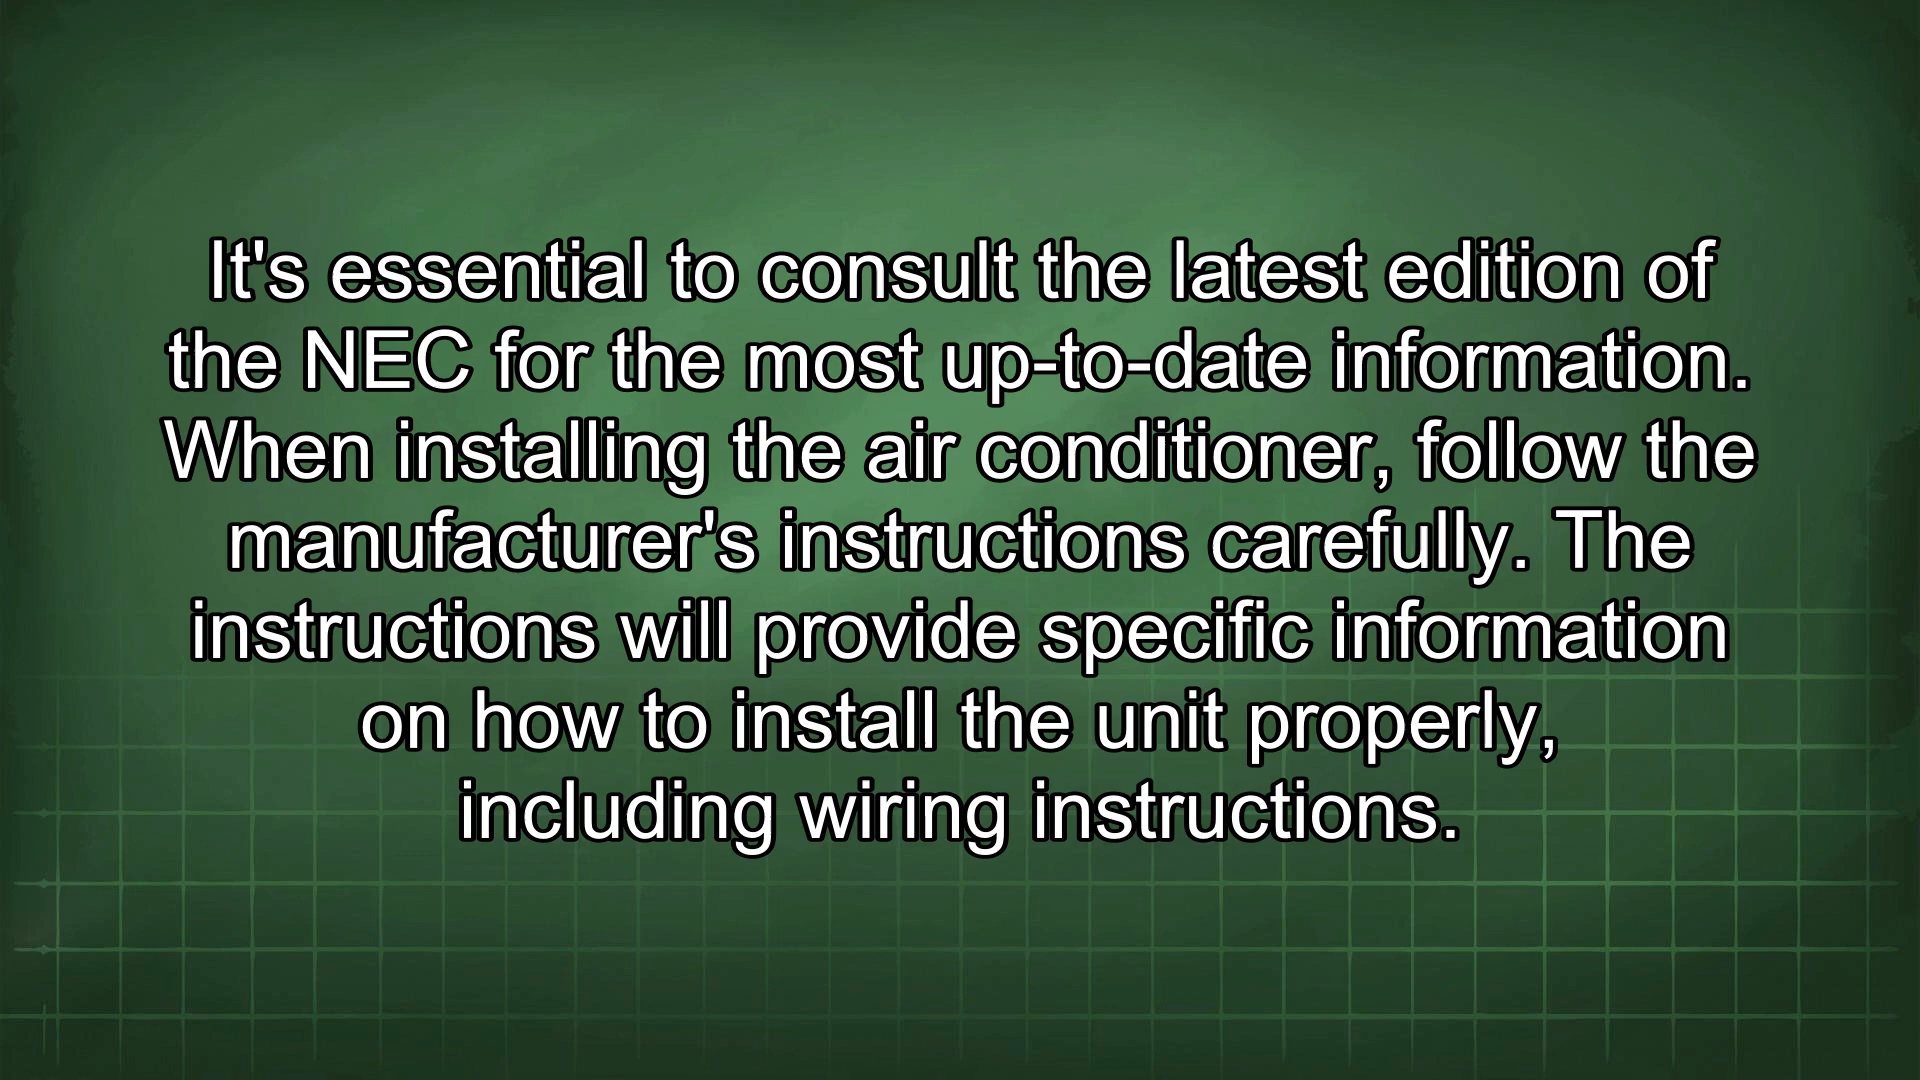 It's essential to consult the latest edition of
the NEC for the most up-to-date information.
When installing the air conditioner, follow the
manufacturer's instructions carefully. The
instructions will provide specific information
on how to install the unit properly,
including wiring instructions.